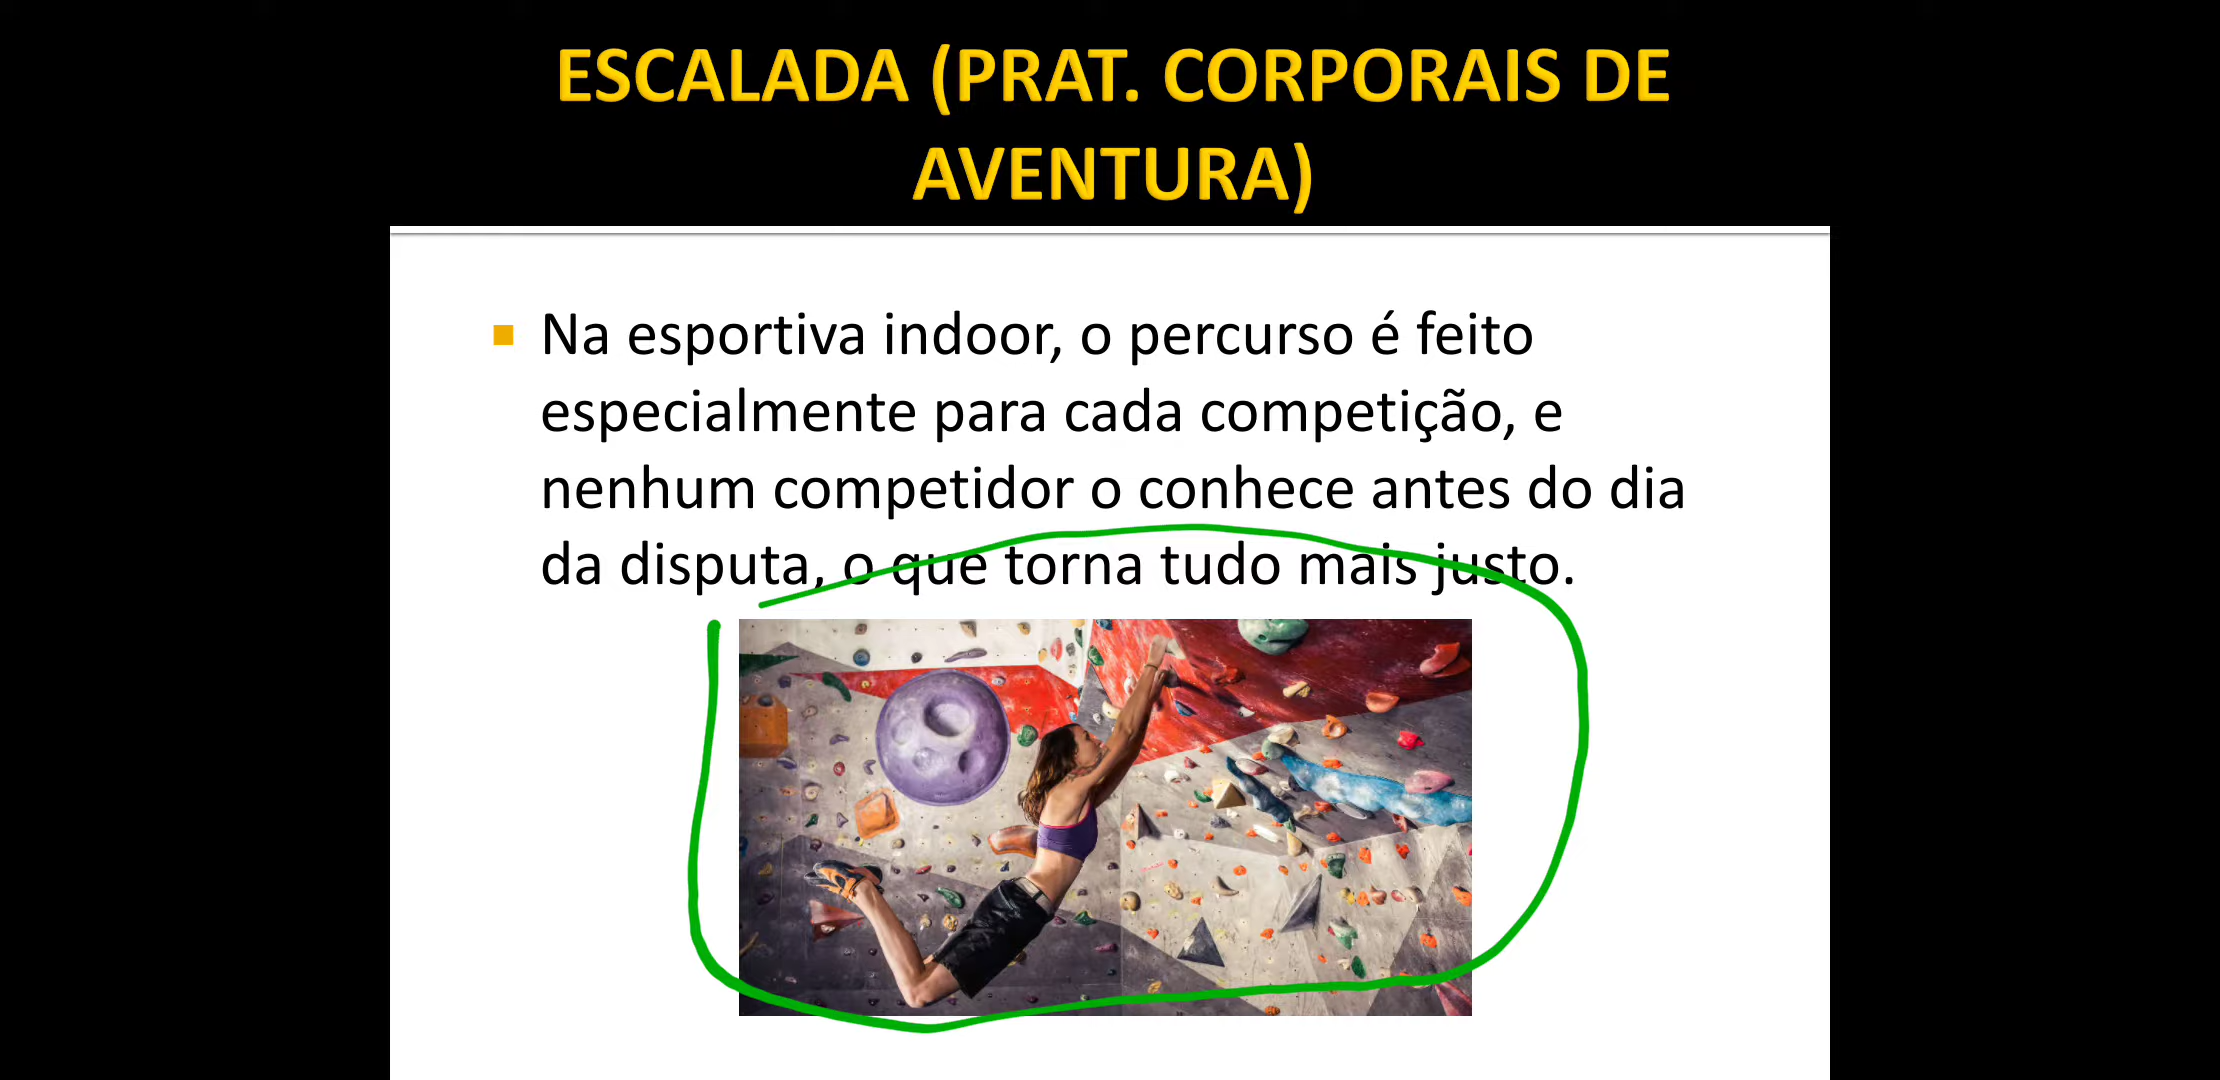 ESCALADA (PRAT. CORPORAIS DE
AVENTURA)
Na esportiva indoor, o percurso é feito
especialmente para cada competição, e
nenhum competidor o conhece antes do dia
da disputa, o que torna tudo mais justo.